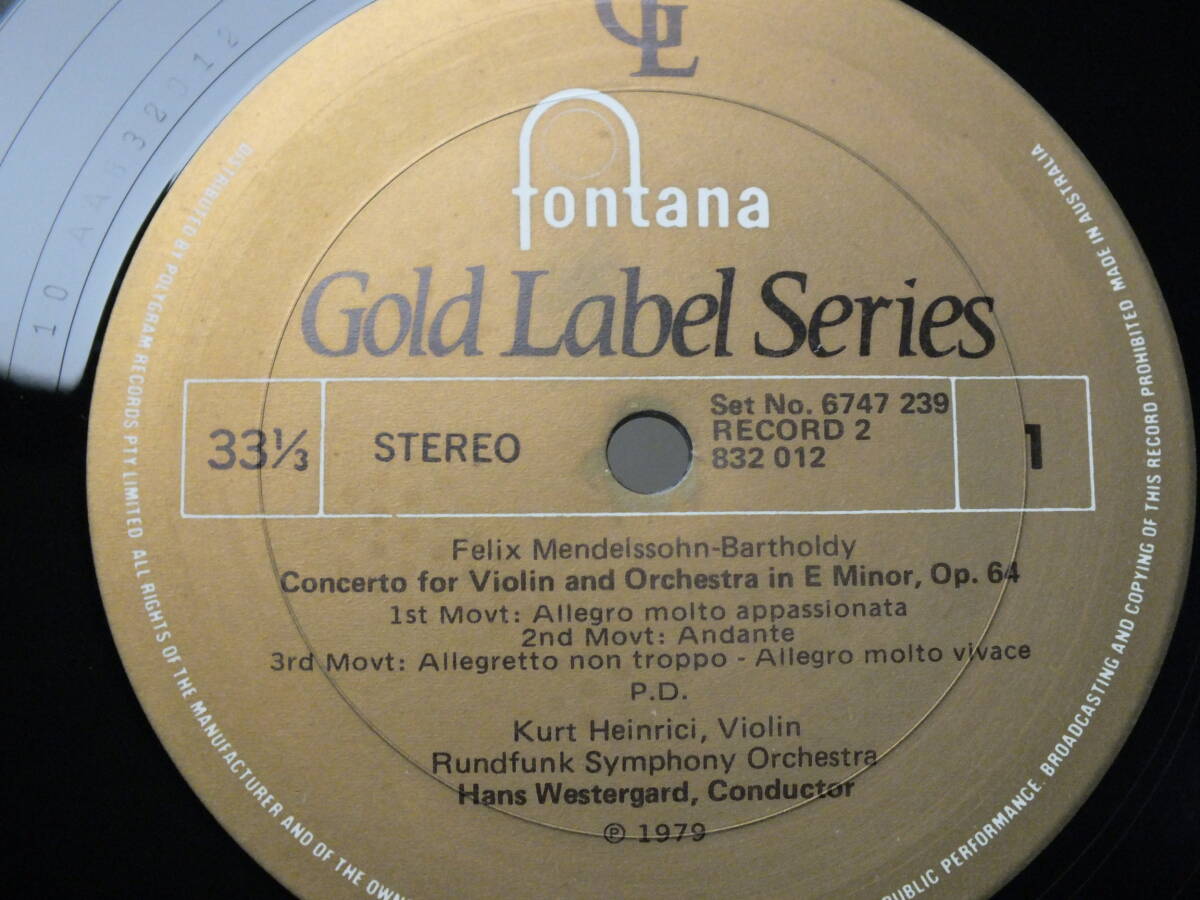 GL
fontana
Gold Label Series
33⅓
STEREO
Set No. 6747 239
RECORD 2
832 012
1
Felix Mendelssohn-Bartholdy
Concerto for Violin and Orchestra in E Minor, Op. 64
1st Movt: Allegro molto appassionata
2nd Movt: Andante
3rd Movt: Allegretto non troppo - Allegro molto vivace
P.D.
Kurt Heinrici, Violin
Rundfunk Symphony Orchestra
Hans Westergard, Conductor
℗ 1979
DISTRIBUTED BY POLYGRAM RECORDS PTY LIMITED ALL RIGHTS OF THE MANUFACTURER AND OF THE
PUBLIC PERFORMANCE. BROADCASTING AND COPYING OF THIS RECORD PROHIBITED MADE IN AUSTRALIA